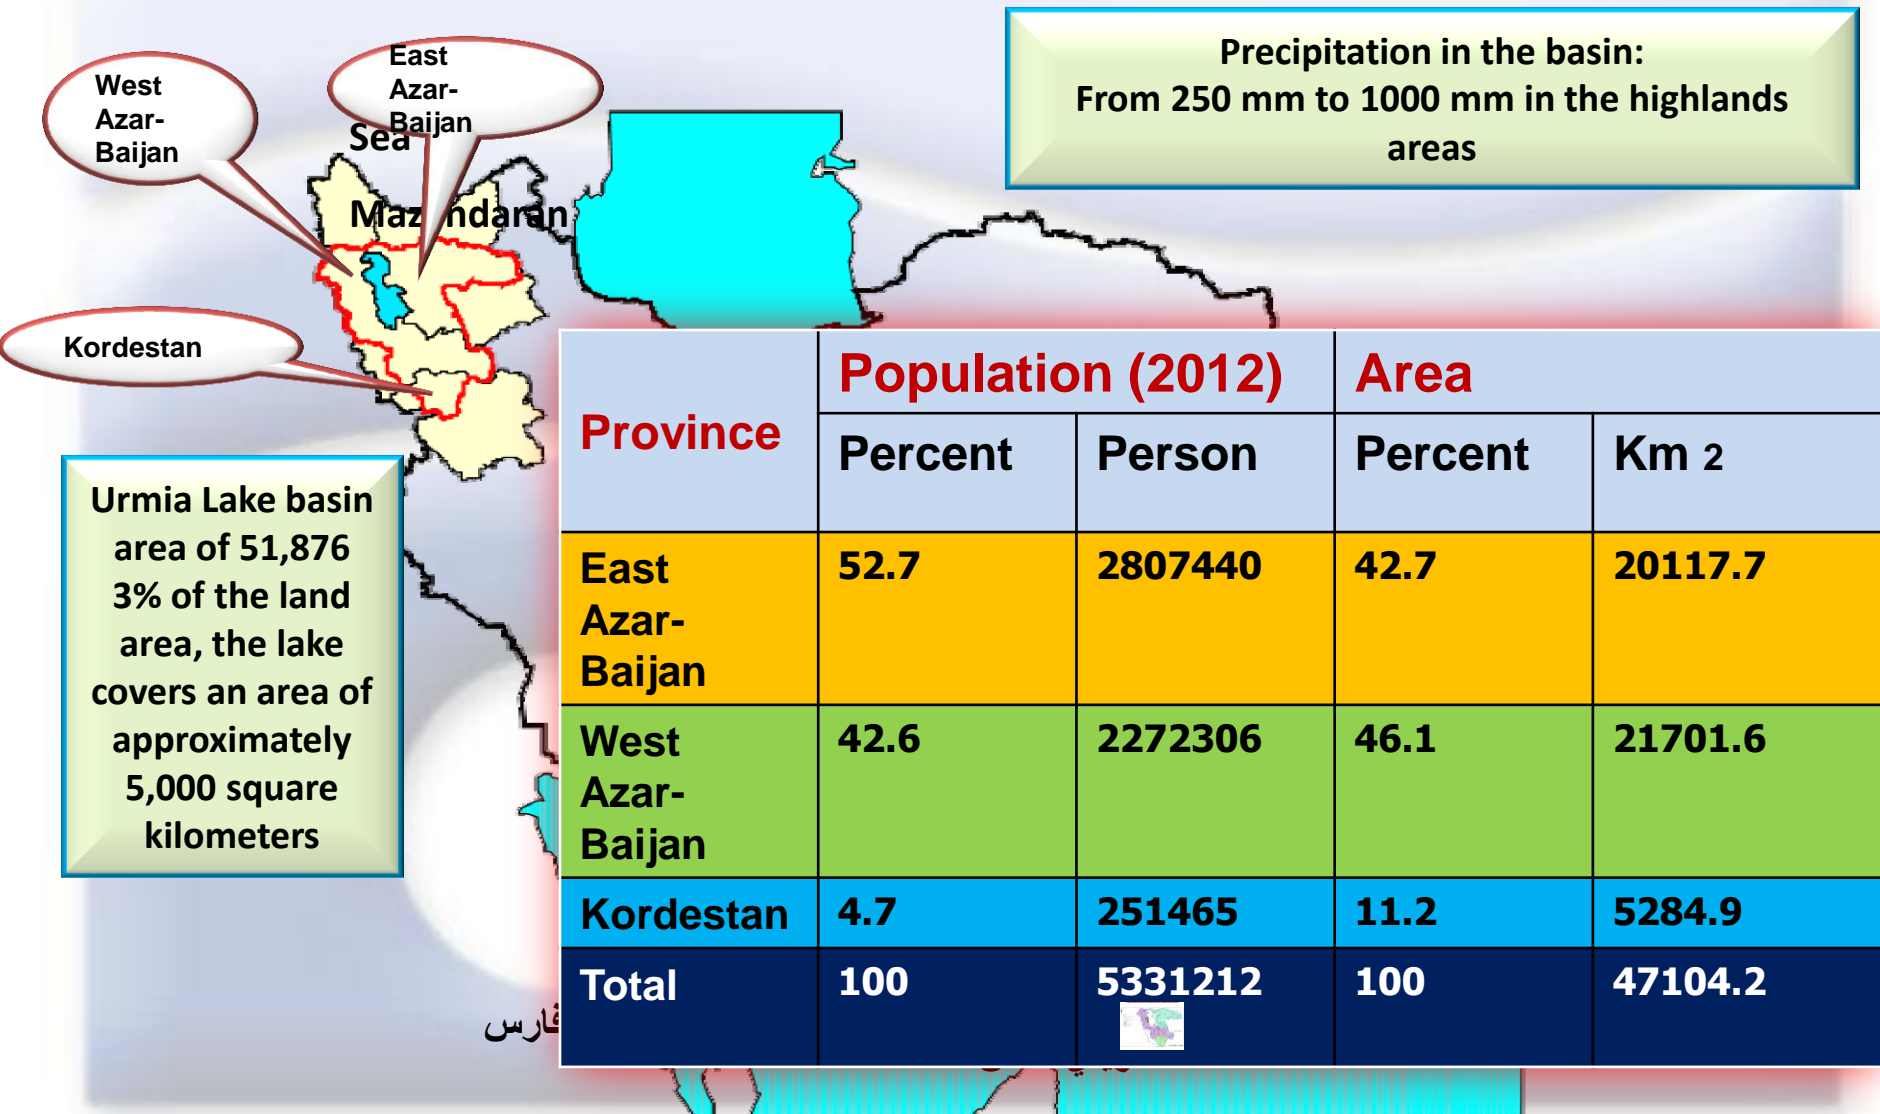 West
Azar-
Baijan
East
Azar-
Baijan
Sea
Mazandaran
Kordestan
Precipitation in the basin:
From 250 mm to 1000 mm in the highlands
areas
Urmia Lake basin
area of 51,876
3% of the land
area, the lake
covers an area of
approximately
5,000 square
kilometers
Province Population (2012) Area
Percent Person Percent Km 2
East Azar-Baijan 52.7 2807440 42.7 20117.7
West Azar-Baijan 42.6 2272306 46.1 21701.6
Kordestan 4.7 251465 11.2 5284.9
Total 100 5331212 100 47104.2
فارس